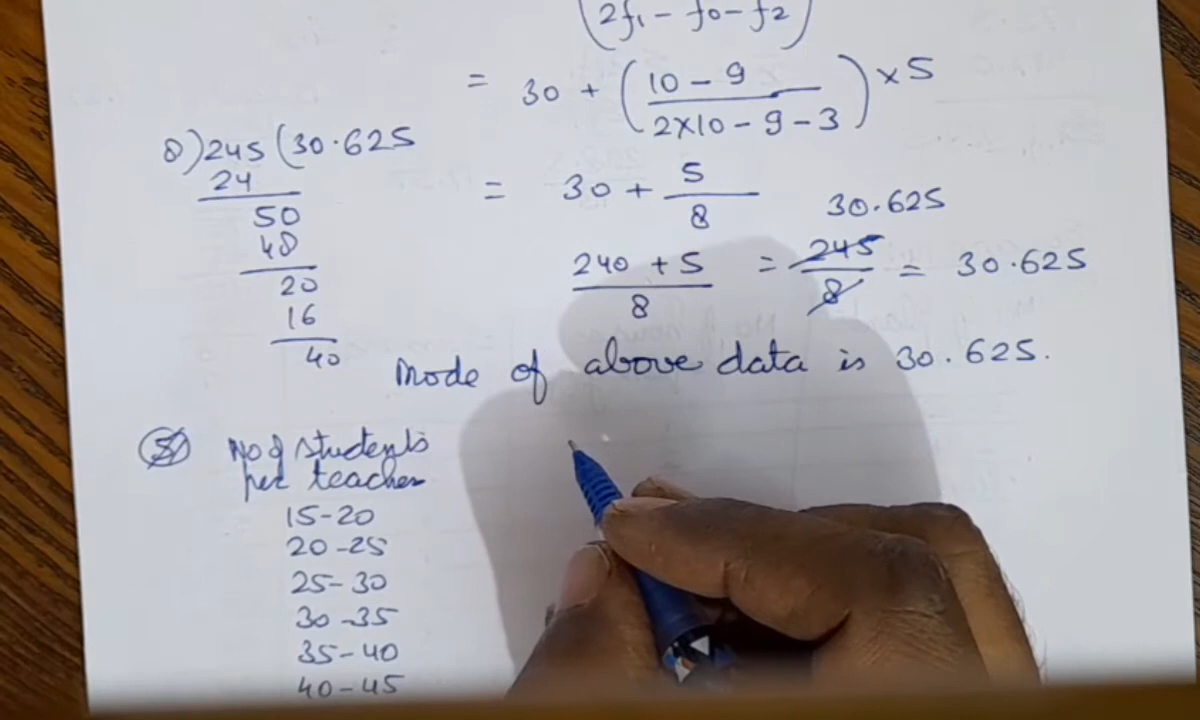 (2f₁ - f₀ - f₂)
= 30 + (10 - 9 / 2×10 - 9 - 3) × 5
8)245(30.625
24
50
48
20
16
40
= 30 + 5/8
30.625
240 + 5 / 8 = 245/8 = 30.625
Mode of above data is 30.625.
5 No of students
per teacher
15-20
20-25
25-30
30-35
35-40
40-45